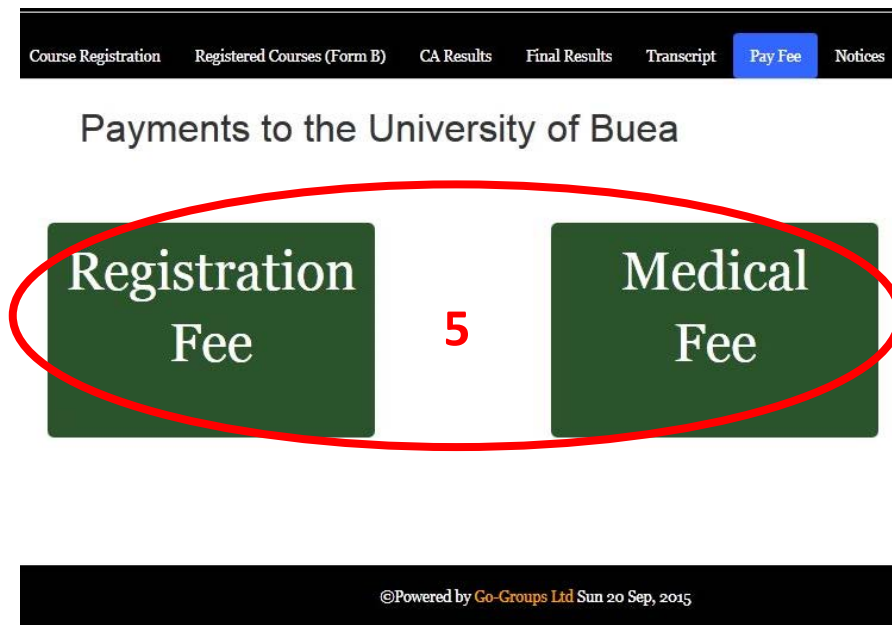 Course Registration Registered Courses (Form B) CA Results Final Results Transcript Pay Fee Notices
Payments to the University of Buea
Registration
Fee
5
Medical
Fee
©Powered by Go-Groups Ltd Sun 20 Sep, 2015